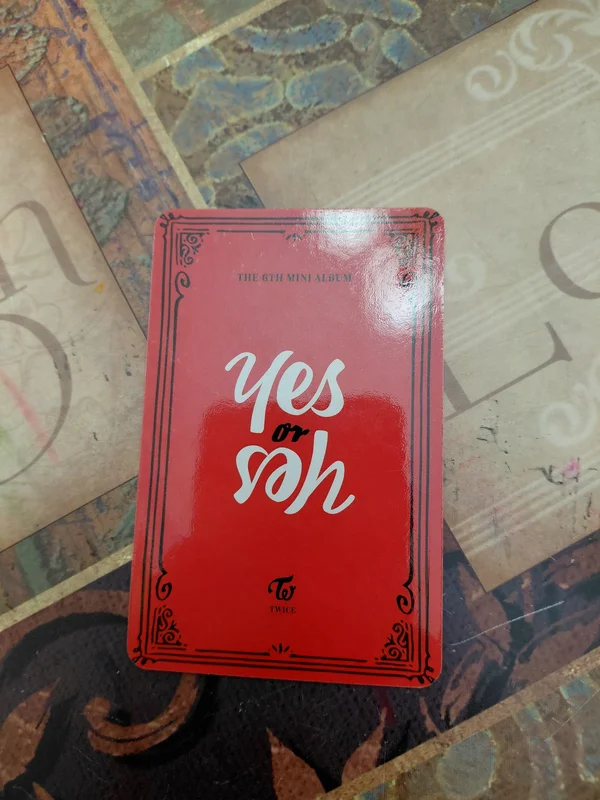 THE 6TH MINI ALBUM
Yes
or
Yes
TWICE
n
L O